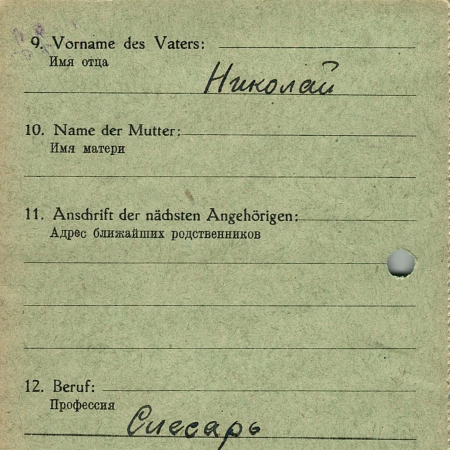 9. Vorname des Vaters:
Имя отца
Николай
10. Name der Mutter:
Имя матери
11. Anschrift der nächsten Angehörigen:
Адрес ближайших родственников
12. Beruf:
Профессия
Слесарь